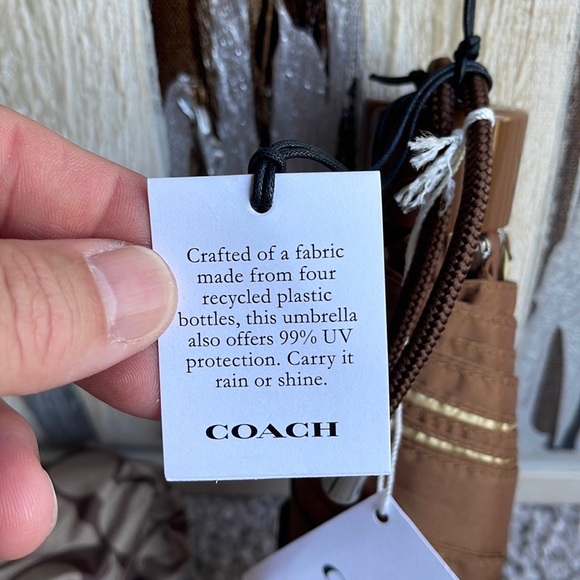 Crafted of a fabric
made from four
recycled plastic
bottles, this umbrella
also offers 99% UV
protection. Carry it
rain or shine.
COACH